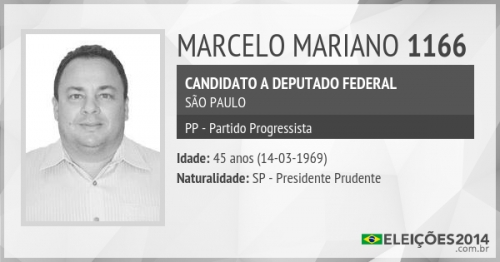 MARCELO MARIANO 1166
CANDIDATO A DEPUTADO FEDERAL
SÃO PAULO
PP - Partido Progressista
Idade: 45 anos (14-03-1969)
Naturalidade: SP - Presidente Prudente
ELEIÇÕES2014
.com.br